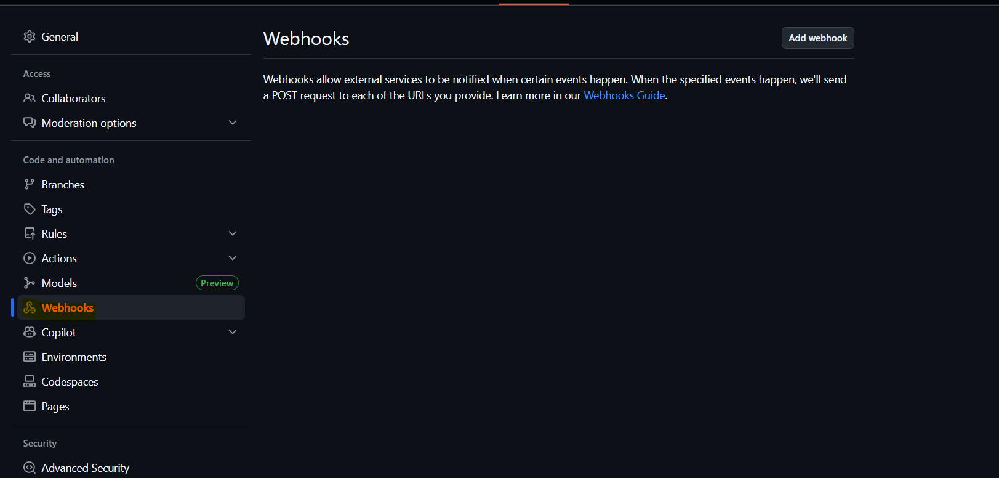 General
Access
Collaborators
Moderation options
Code and automation
Branches
Tags
Rules
Actions
Models
Preview
Webhooks
Copilot
Environments
Codespaces
Pages
Security
Advanced Security
Webhooks
Add webhook
Webhooks allow external services to be notified when certain events happen. When the specified events happen, we'll send
a POST request to each of the URLs you provide. Learn more in our Webhooks Guide.